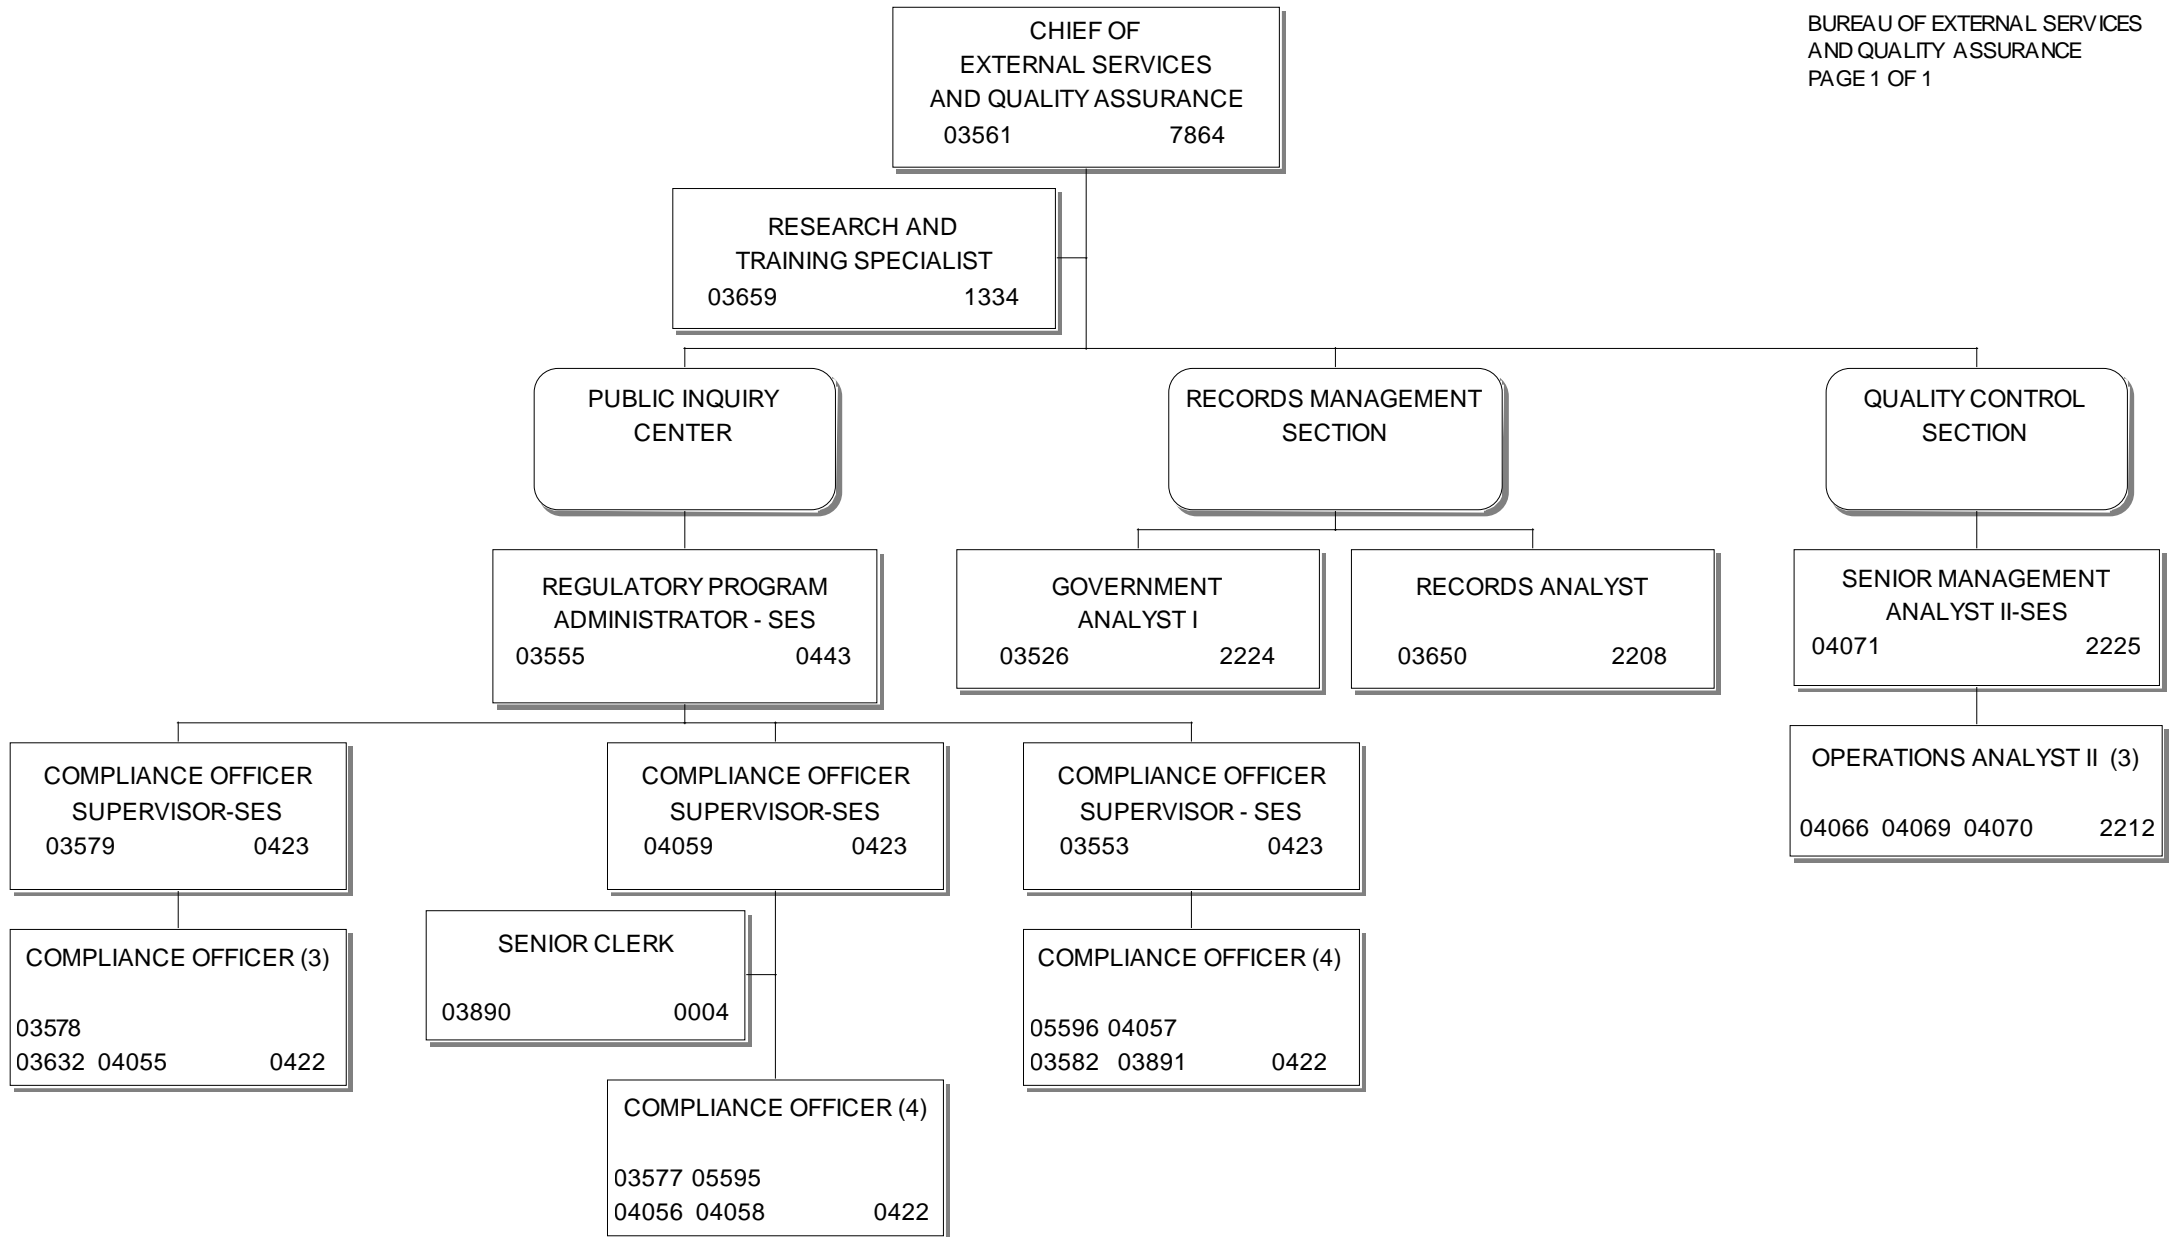 BUREAU OF EXTERNAL SERVICES
AND QUALITY ASSURANCE
PAGE 1 OF 1
CHIEF OF
EXTERNAL SERVICES
AND QUALITY ASSURANCE
03561 7864
RESEARCH AND
TRAINING SPECIALIST
03659 1334
PUBLIC INQUIRY
CENTER
RECORDS MANAGEMENT
SECTION
QUALITY CONTROL
SECTION
REGULATORY PROGRAM
ADMINISTRATOR - SES
03555 0443
GOVERNMENT
ANALYST I
03526 2224
RECORDS ANALYST
03650 2208
SENIOR MANAGEMENT
ANALYST II-SES
04071 2225
OPERATIONS ANALYST II (3)
04066 04069 04070 2212
COMPLIANCE OFFICER
SUPERVISOR-SES
03579 0423
COMPLIANCE OFFICER
SUPERVISOR-SES
04059 0423
COMPLIANCE OFFICER
SUPERVISOR - SES
03553 0423
COMPLIANCE OFFICER (3)
03578
03632 04055 0422
SENIOR CLERK
03890 0004
COMPLIANCE OFFICER (4)
05596 04057
03582 03891 0422
COMPLIANCE OFFICER (4)
03577 05595
04056 04058 0422